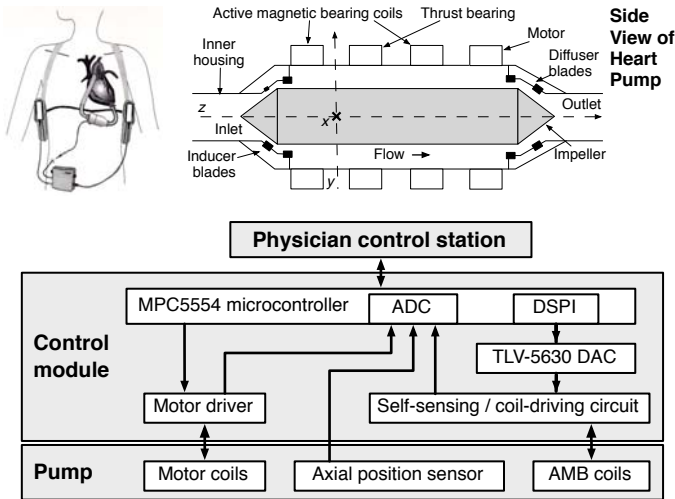 Active magnetic bearing coils
Thrust bearing
Side
View of
Heart
Pump
Motor
Inner
housing
Diffuser
blades
z
x
Outlet
Inlet
Inducer
blades
Flow
Impeller
y
Physician control station
MPC5554 microcontroller
ADC
DSPI
Control
module
TLV-5630 DAC
Motor driver
Self-sensing / coil-driving circuit
Pump
Motor coils
Axial position sensor
AMB coils